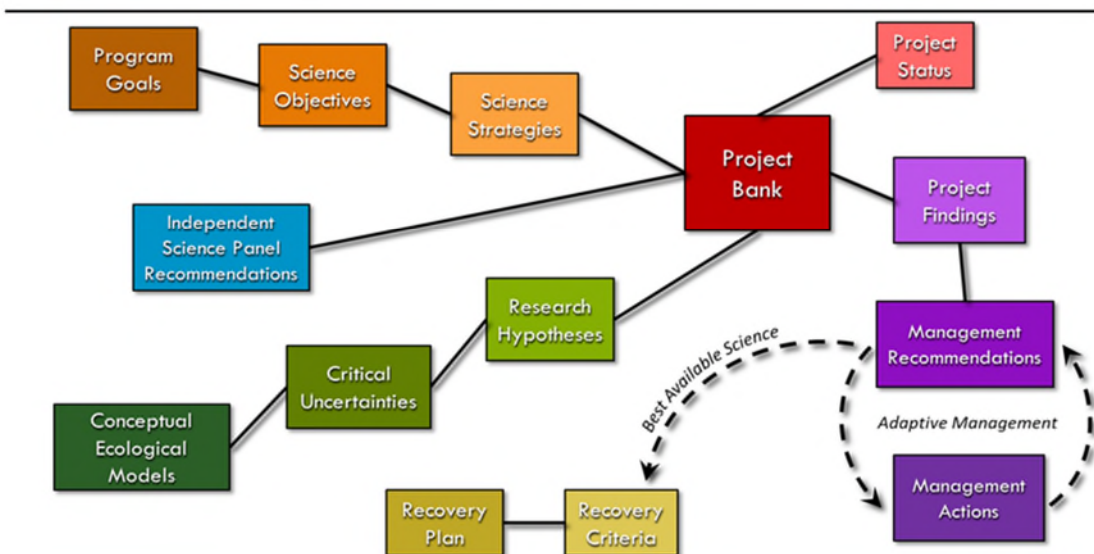 Program
Goals
Science
Objectives
Science
Strategies
Project
Status
Project
Bank
Project
Findings
Independent
Science Panel
Recommendations
Research
Hypotheses
Management
Recommendations
Best Available Science
Critical
Uncertainties
Adaptive Management
Conceptual
Ecological
Models
Management
Actions
Recovery
Plan
Recovery
Criteria